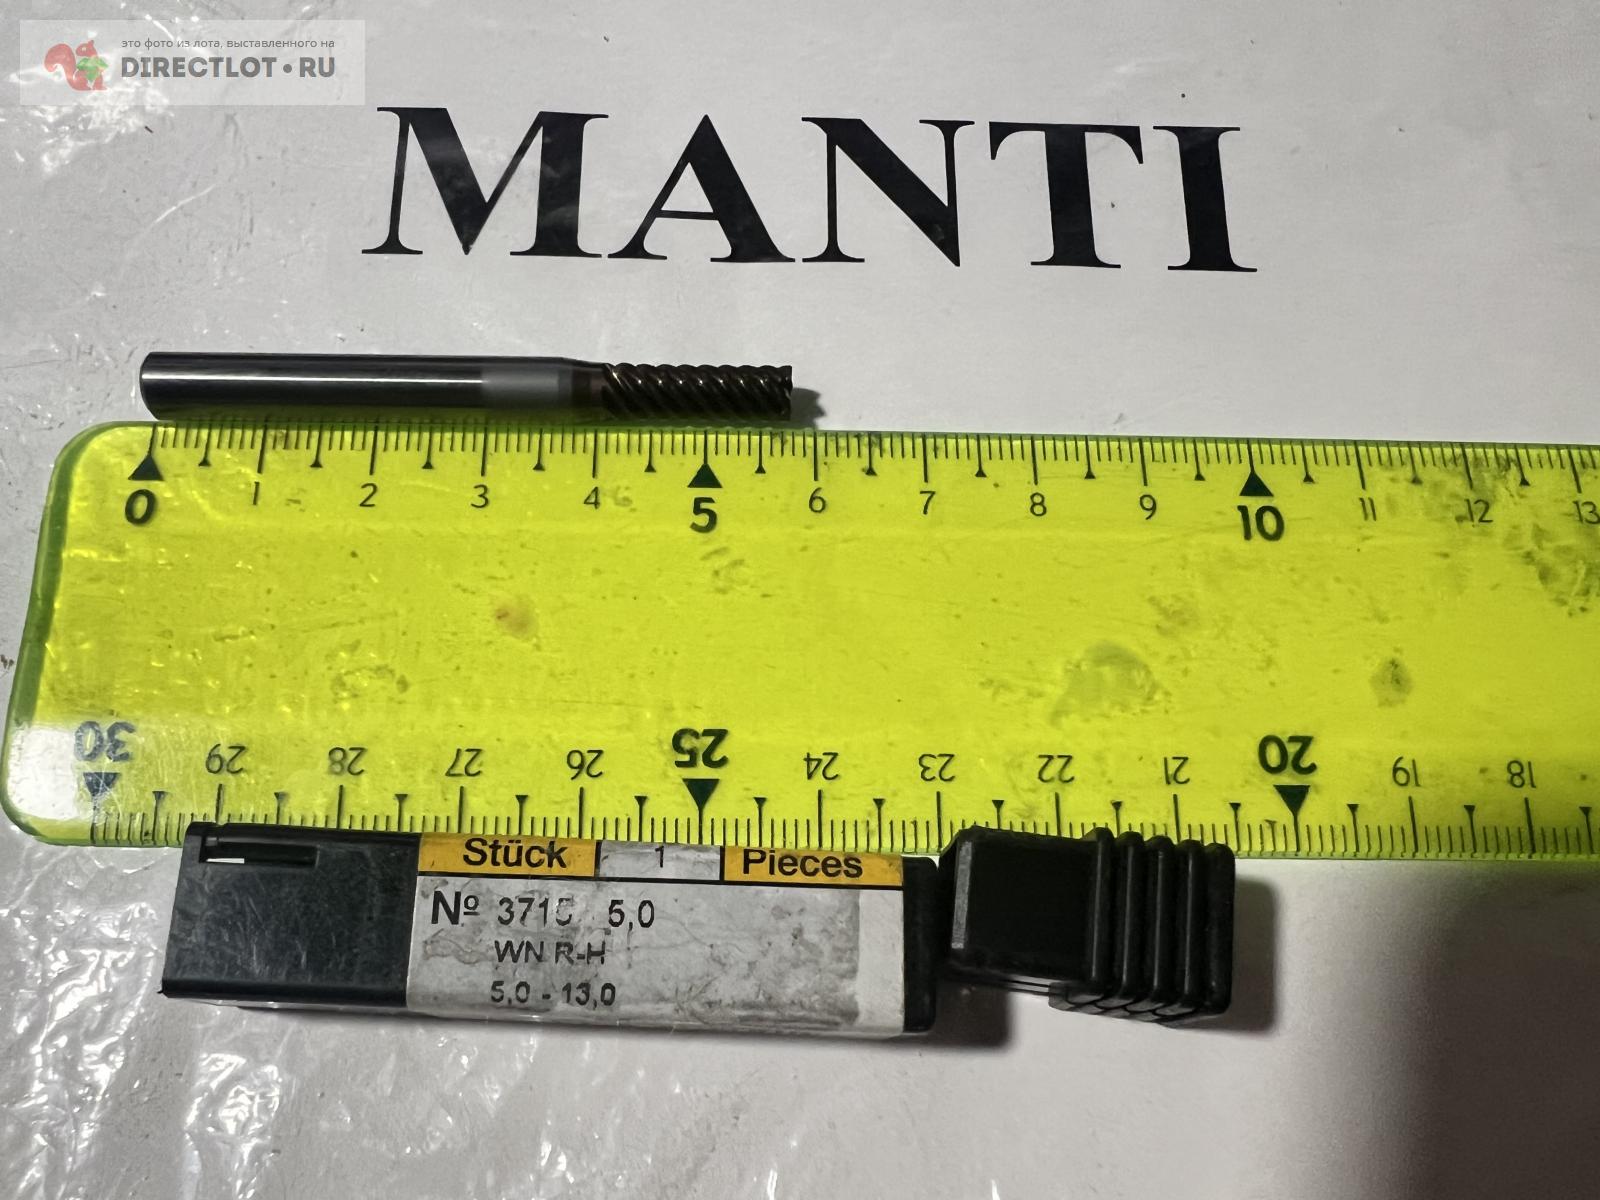 это фото из лота, выставленного на
DIRECTLOT•RU
MANTI
0 1 2 3 4 5 6 7 8 9 10 11 12 13
30 29 28 27 26 25 24 23 22 21 20 19 18
Stück 1 Pieces
Nº 5,0
WN R-H
5,0 - 13,0